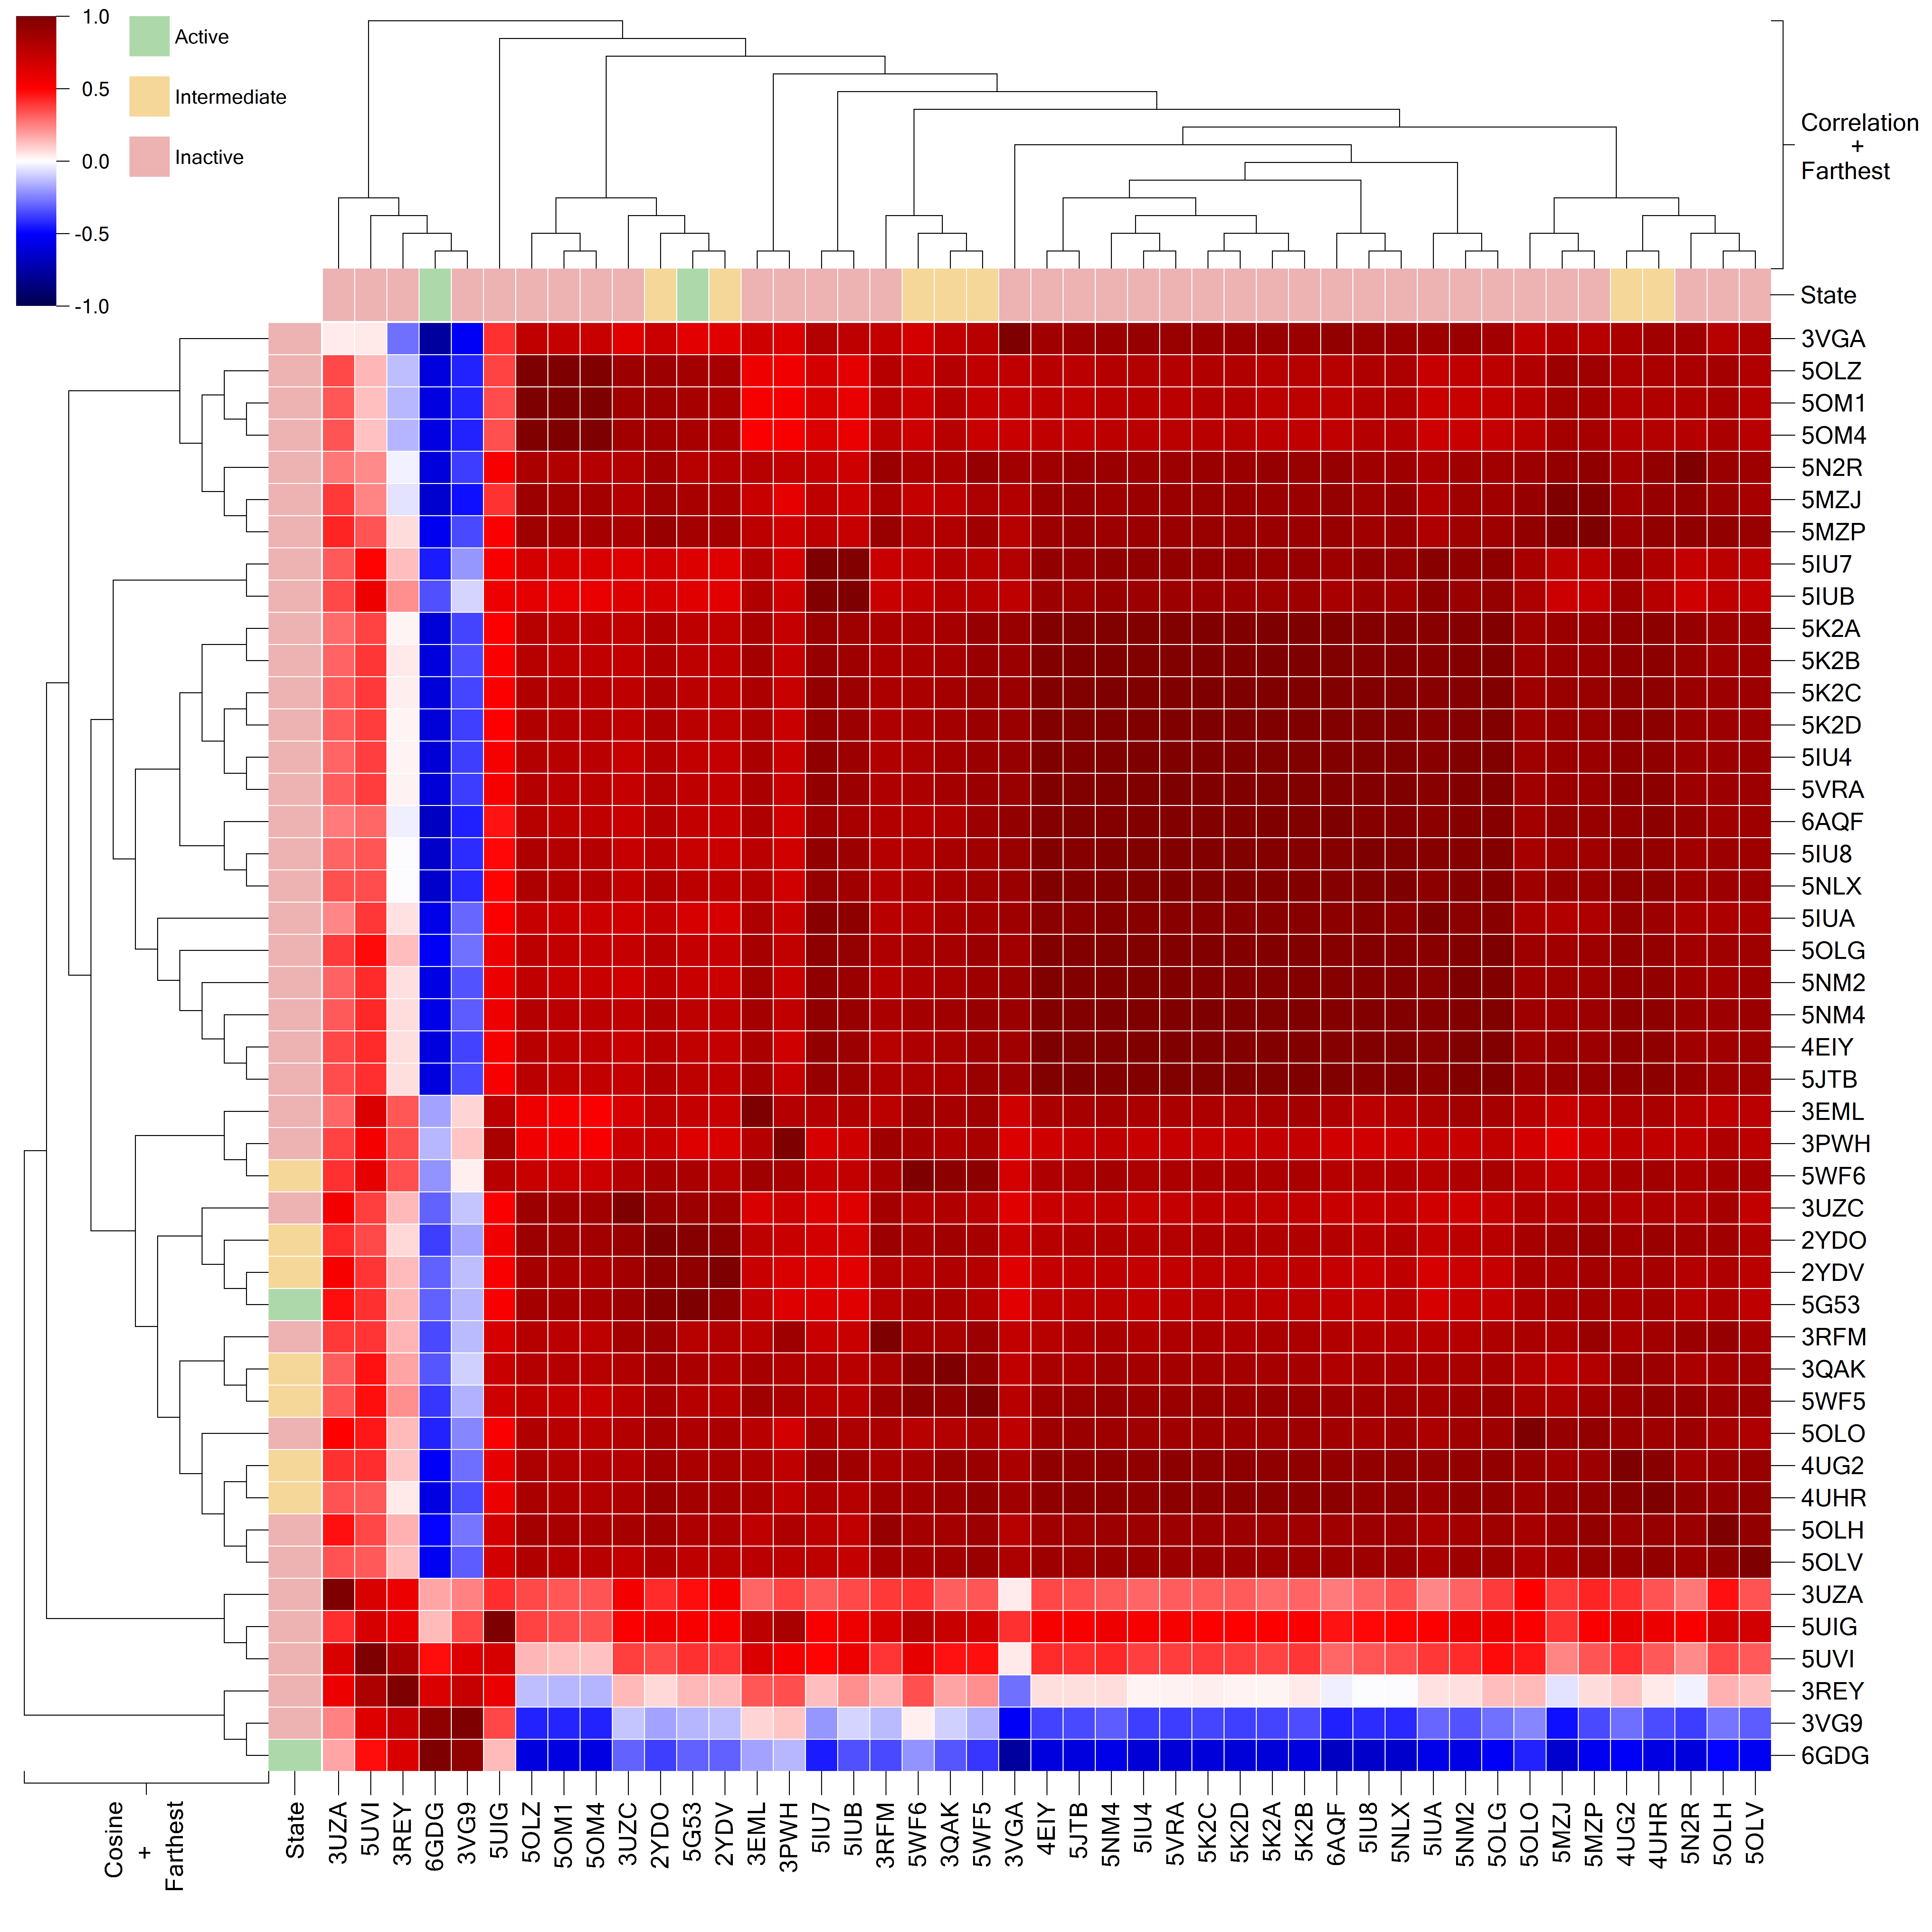 1.0
0.5
0.0
-0.5
-1.0
Active
Intermediate
Inactive
Correlation
+
Farthest
State
3VGA
5OLZ
5OM1
5OM4
5N2R
5MZJ
5MZP
5IU7
5IUB
5K2A
5K2B
5K2C
5K2D
5IU4
5VRA
6AQF
5IU8
5NLX
5IUA
5OLG
5NM2
5NM4
4EIY
5JTB
3EML
3PWH
5WF6
3UZC
2YDO
2YDV
5G53
3RFM
3QAK
5WF5
5OLO
4UG2
4UHR
5OLH
5OLV
3UZA
5UIG
5UVI
3REY
3VG9
6GDG
Cosine
+
Farthest
State
3UZA
5UVI
3REY
6GDG
3VG9
5UIG
5OLZ
5OM1
5OM4
3UZC
2YDO
5G53
2YDV
3EML
3PWH
5IU7
5IUB
3RFM
5WF6
3QAK
5WF5
3VGA
4EIY
5JTB
5NM4
5IU4
5VRA
5K2C
5K2D
5K2A
5K2B
6AQF
5IU8
5NLX
5IUA
5NM2
5OLG
5OLO
5MZJ
5MZP
4UG2
4UHR
5N2R
5OLH
5OLV